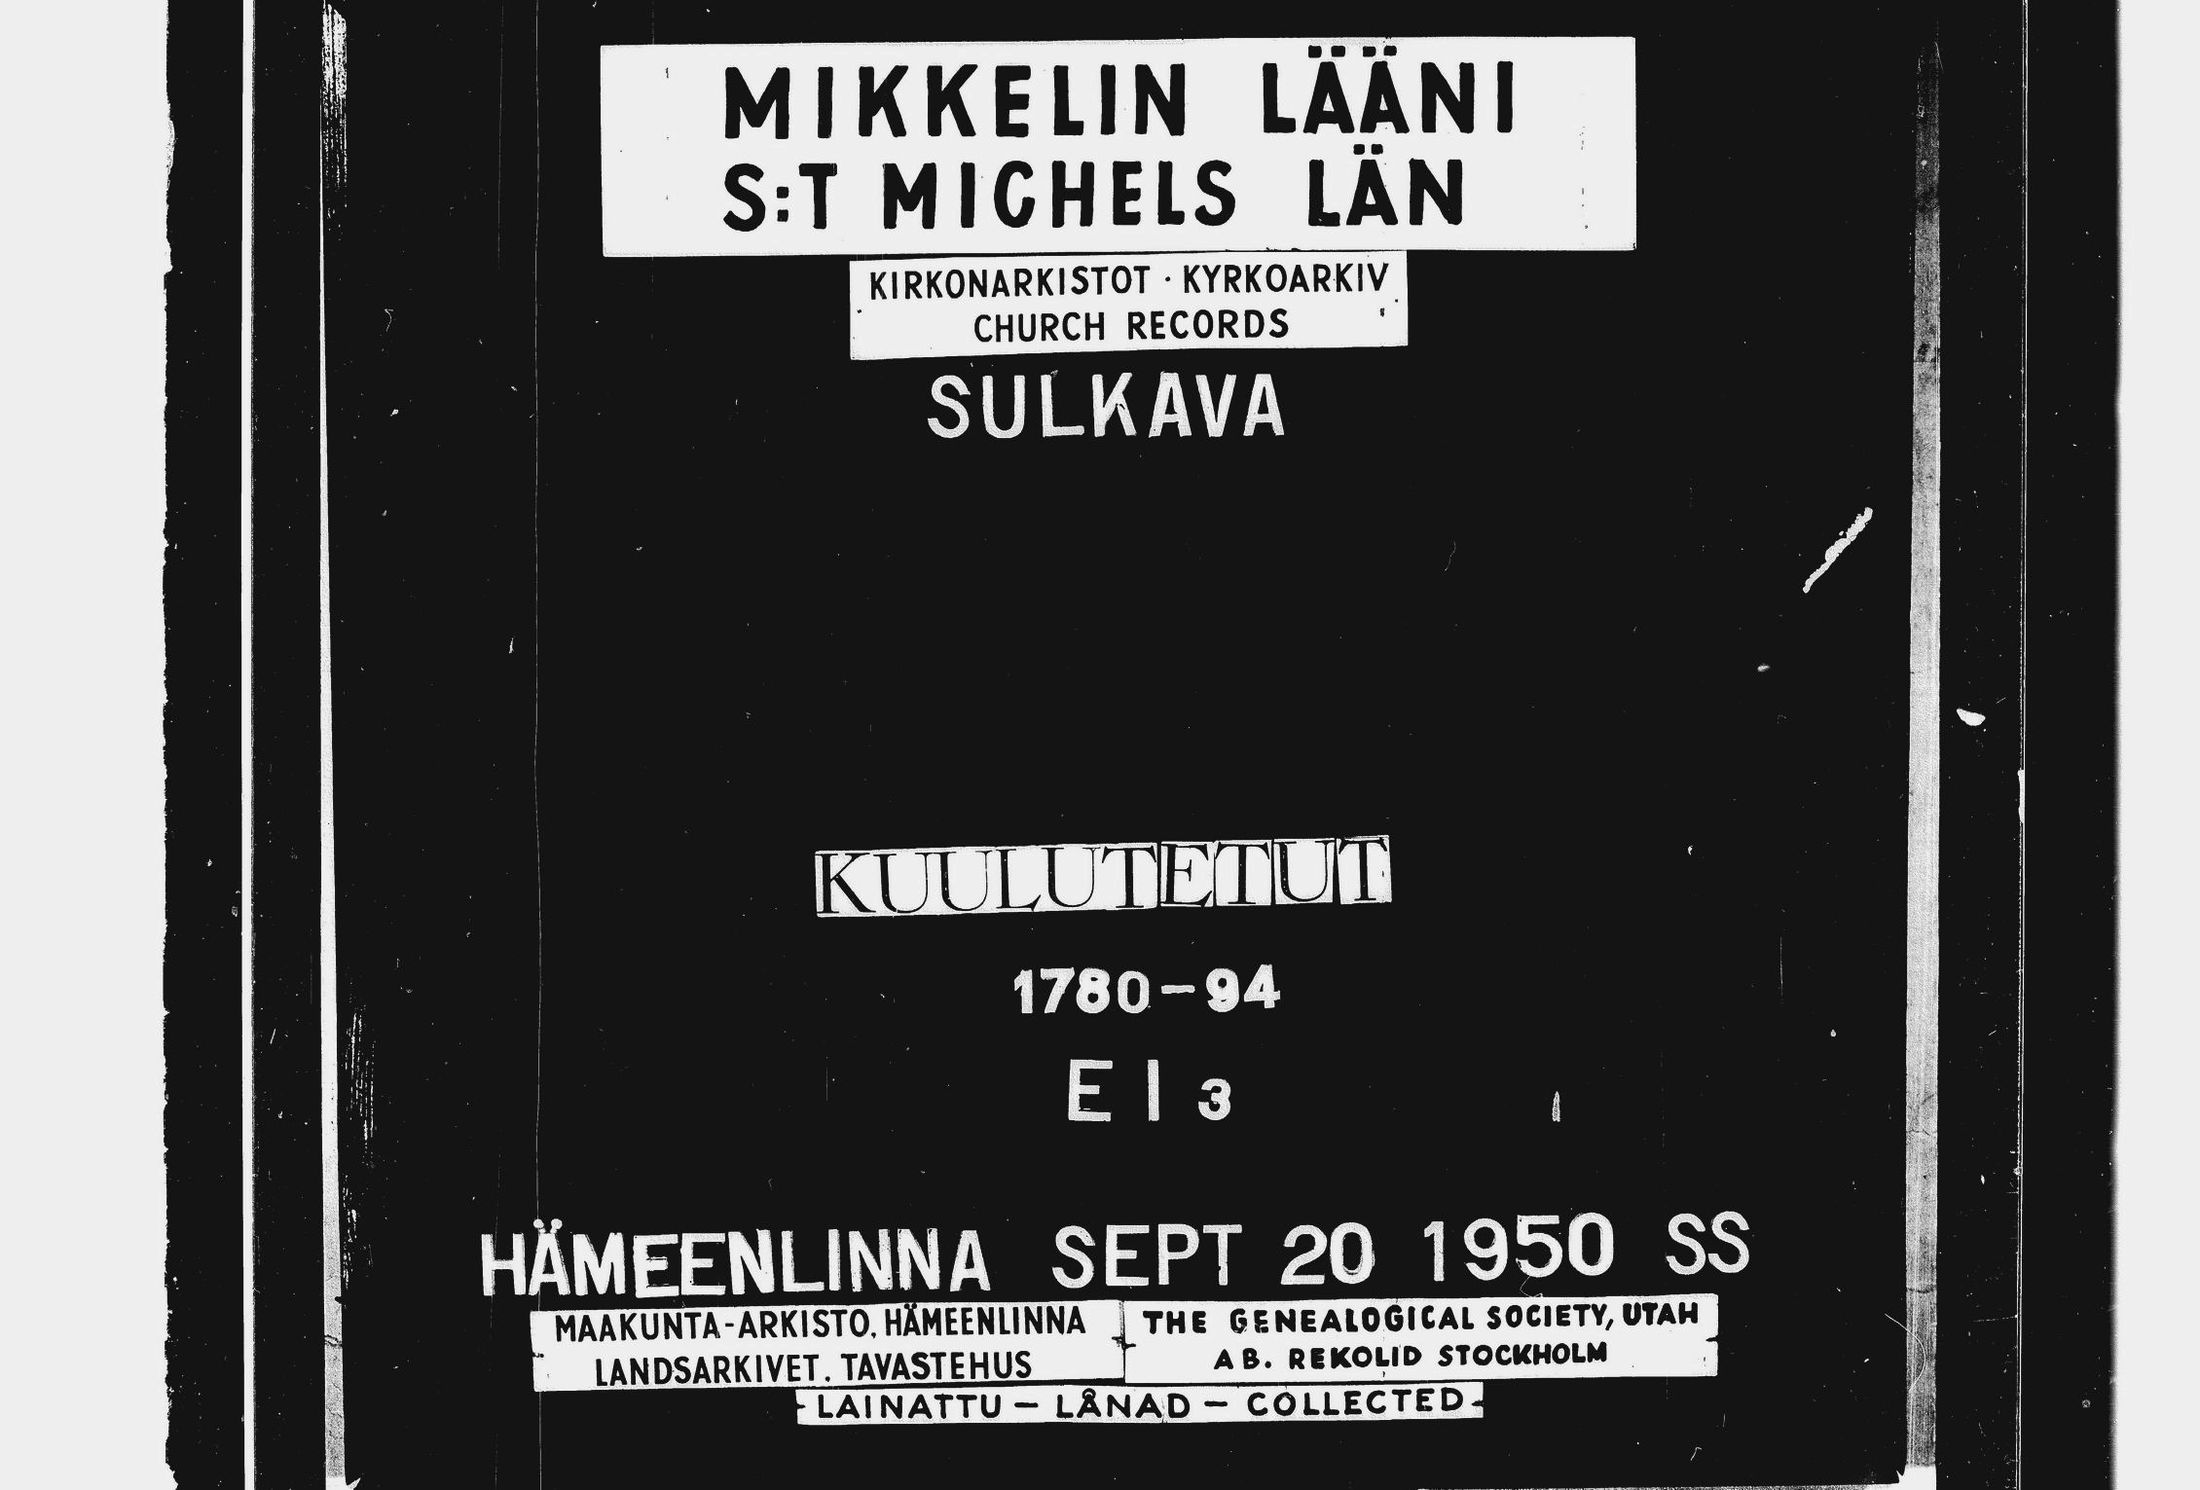 MIKKELIN LÄÄNI
S:T MICHELS LÄN
KIRKONARKISTOT · KYRKOARKIV
CHURCH RECORDS
SULKAVA
KUULUTETUT
1780-94
E I 3
HÄMEENLINNA SEPT 20 1950 SS
MAAKUNTA-ARKISTO, HÄMEENLINNA
LANDSARKIVET. TAVASTEHUS
THE GENEALOGICAL SOCIETY, UTAH
AB. REKOLID STOCKHOLM
LAINATTU - LÅNAD - COLLECTED